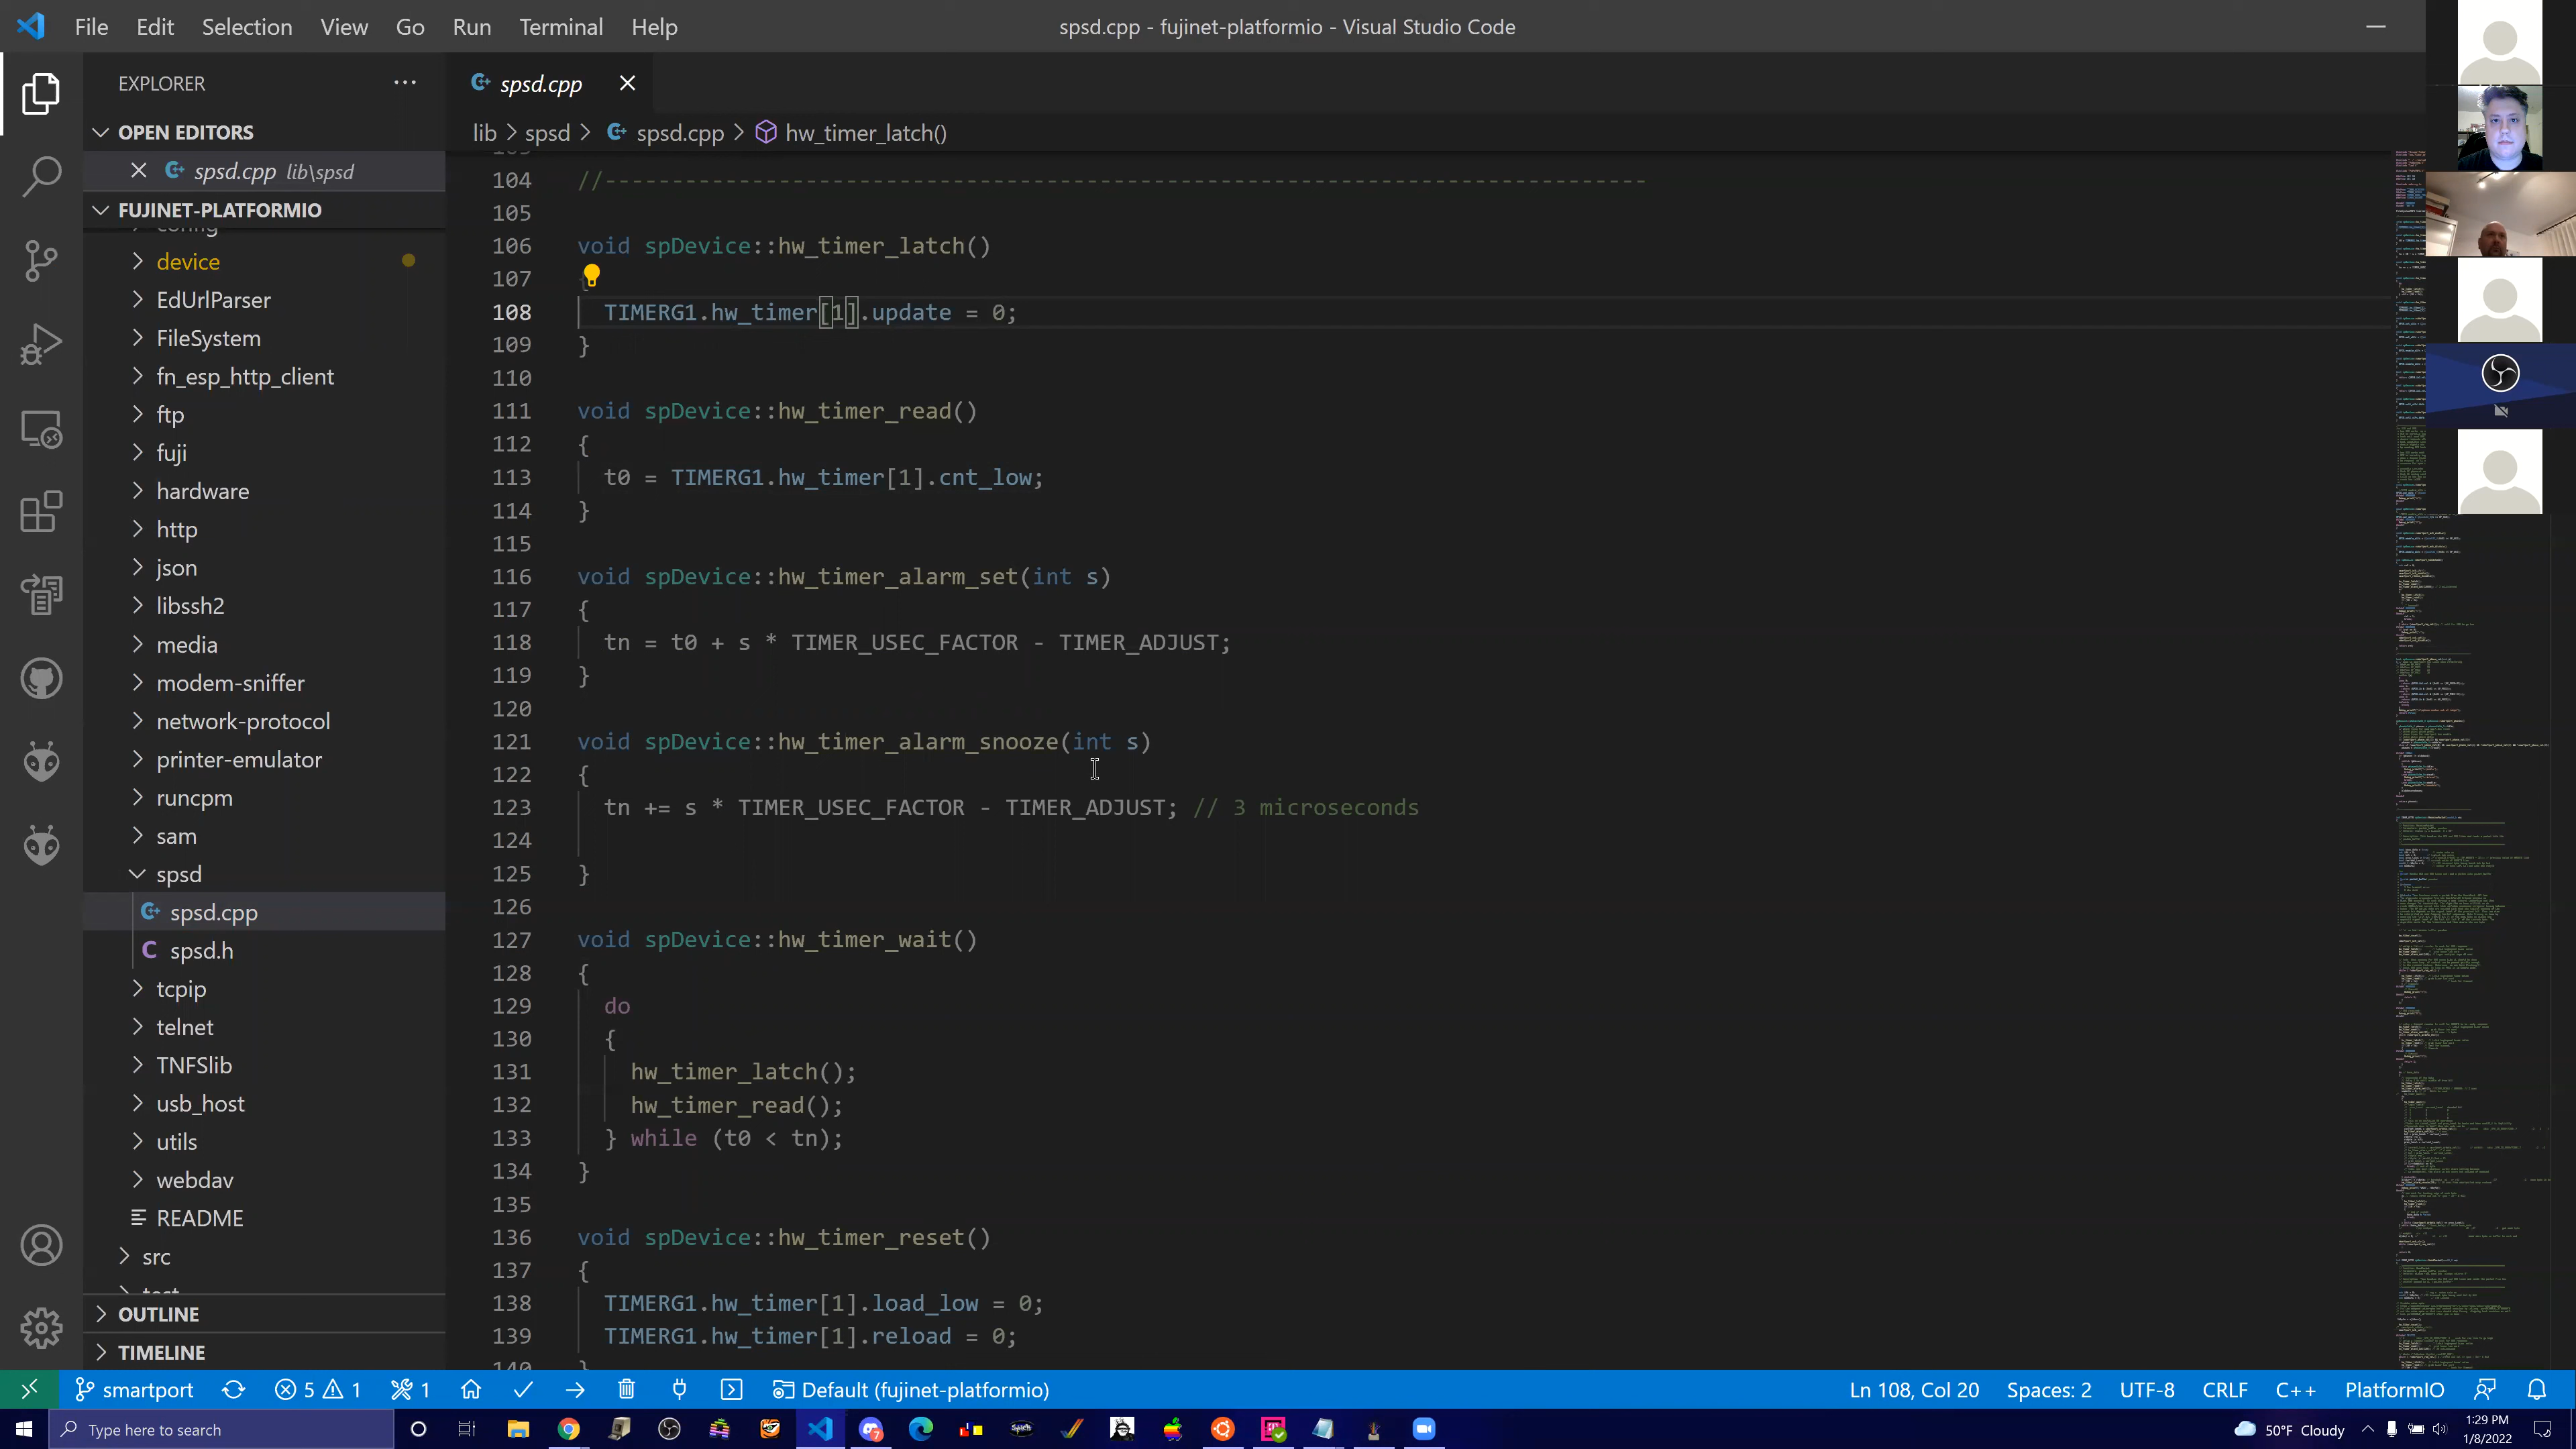 File Edit Selection View Go Run Terminal Help
spsd.cpp - fujinet-platformio - Visual Studio Code
EXPLORER
OPEN EDITORS
spsd.cpp lib\spsd
FUJINET-PLATFORMIO
config
device
EdUrlParser
FileSystem
fn_esp_http_client
ftp
fuji
hardware
http
json
libssh2
media
modem-sniffer
network-protocol
printer-emulator
runcpm
sam
spsd
spsd.cpp
spsd.h
tcpip
telnet
TNFSlib
usb_host
utils
webdav
README
src
test
OUTLINE
TIMELINE
spsd.cpp
lib > spsd > spsd.cpp > hw_timer_latch()
103
104 //------------------------------------------------------------------------------
105
106 void spDevice::hw_timer_latch()
107 {
108 TIMERG1.hw_timer[1].update = 0;
109 }
110
111 void spDevice::hw_timer_read()
112 {
113 t0 = TIMERG1.hw_timer[1].cnt_low;
114 }
115
116 void spDevice::hw_timer_alarm_set(int s)
117 {
118 tn = t0 + s * TIMER_USEC_FACTOR - TIMER_ADJUST;
119 }
120
121 void spDevice::hw_timer_alarm_snooze(int s)
122 {
123 tn += s * TIMER_USEC_FACTOR - TIMER_ADJUST; // 3 microseconds
124
125 }
126
127 void spDevice::hw_timer_wait()
128 {
129 do
130 {
131 hw_timer_latch();
132 hw_timer_read();
133 } while (t0 < tn);
134 }
135
136 void spDevice::hw_timer_reset()
137 {
138 TIMERG1.hw_timer[1].load_low = 0;
139 TIMERG1.hw_timer[1].reload = 0;
140 }
smartport 5 1 1 Default (fujinet-platformio) Ln 108, Col 20 Spaces: 2 UTF-8 CRLF C++ PlatformIO
Type here to search
50°F Cloudy
1:29 PM
1/8/2022